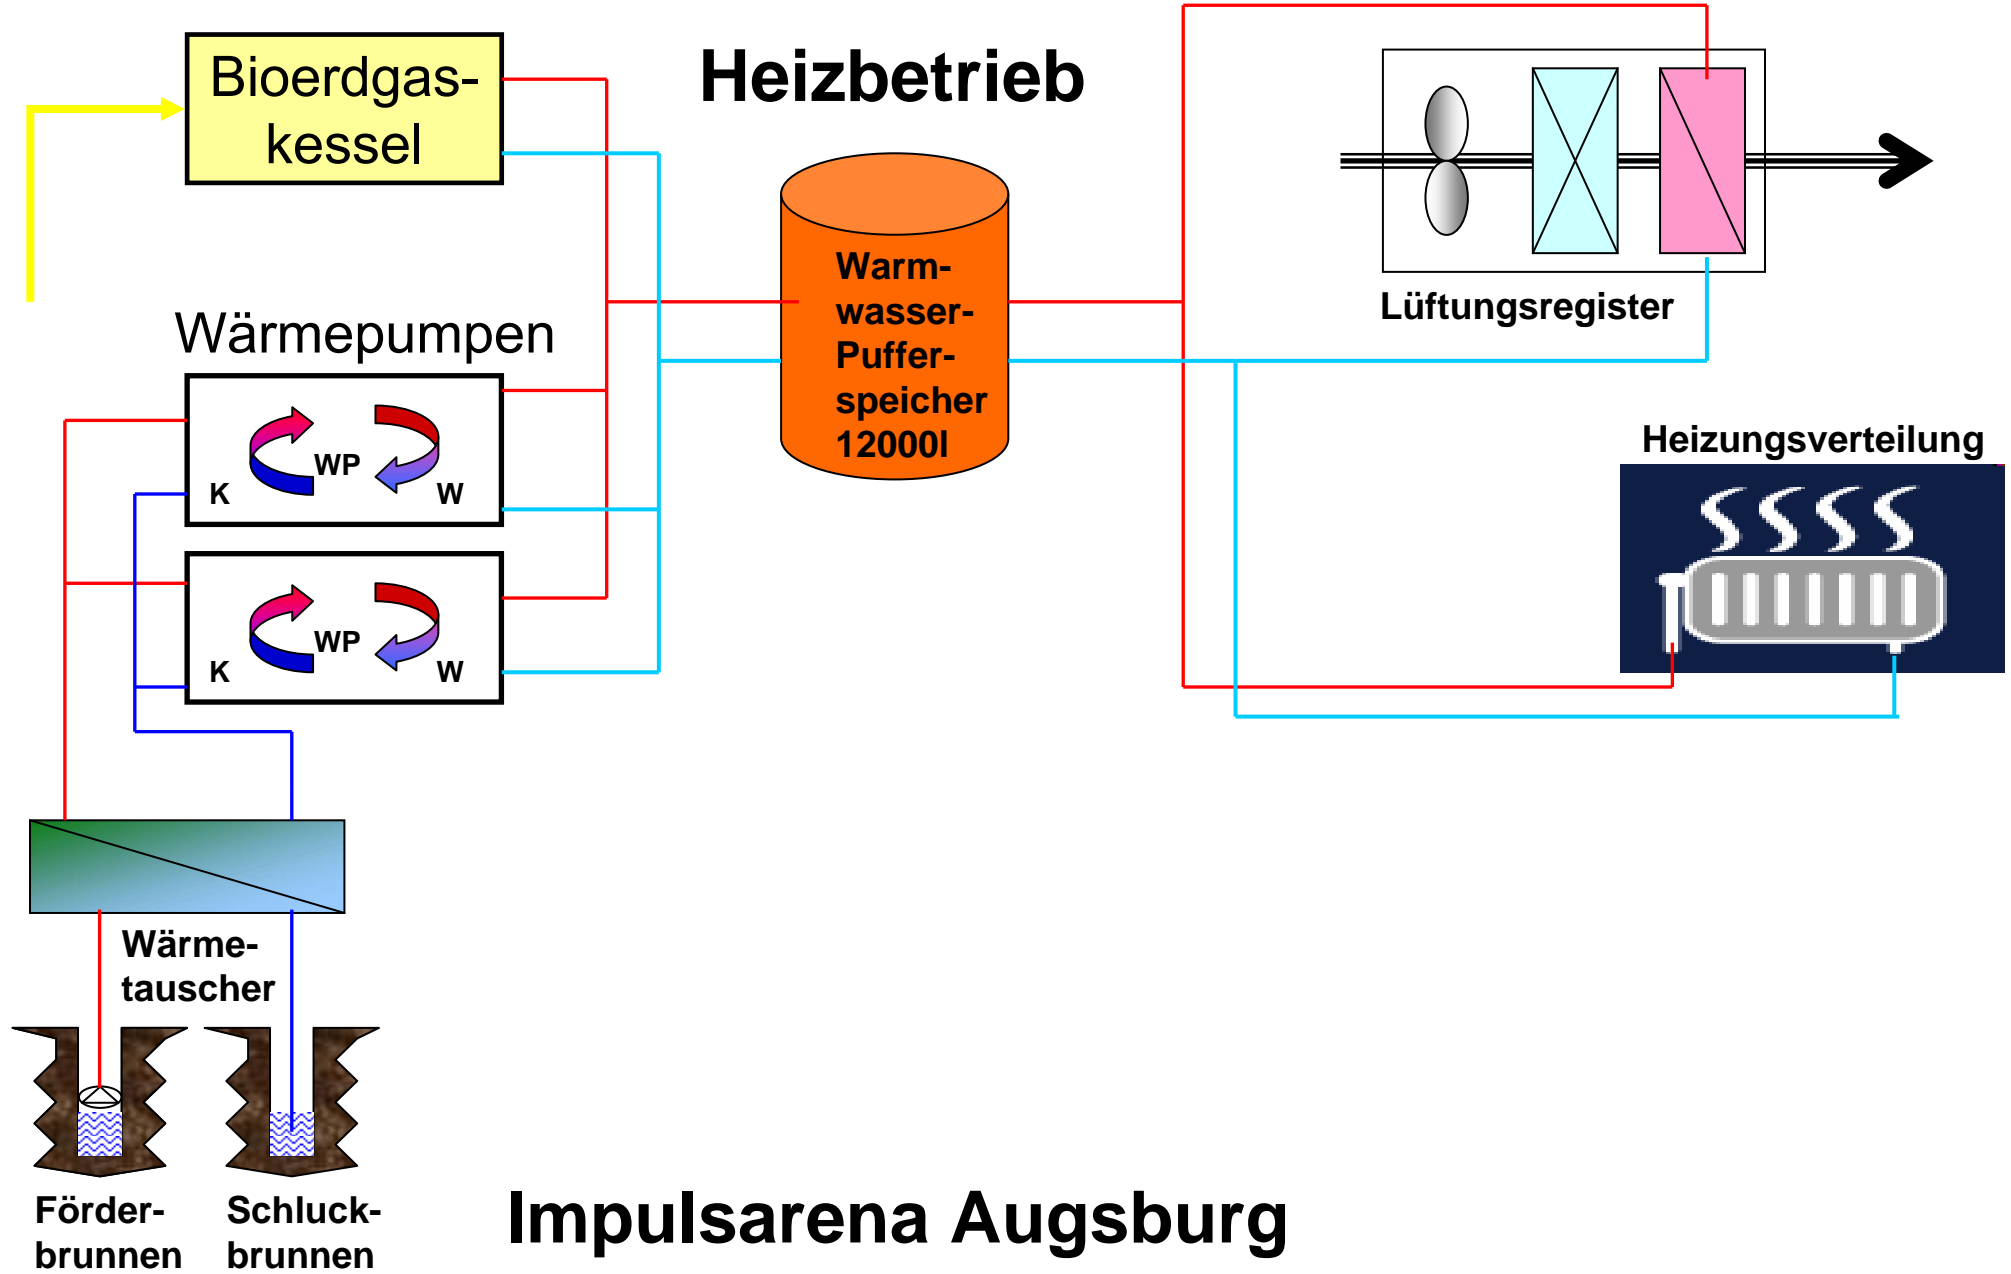 Bioerdgas-
kessel
Heizbetrieb
Warm-
wasser-
Puffer-
speicher
12000l
Lüftungsregister
Wärmepumpen
WP
K
W
WP
K
W
Heizungsverteilung
Wärme-
tauscher
Förder-
brunnen
Schluck-
brunnen
Impulsarena Augsburg